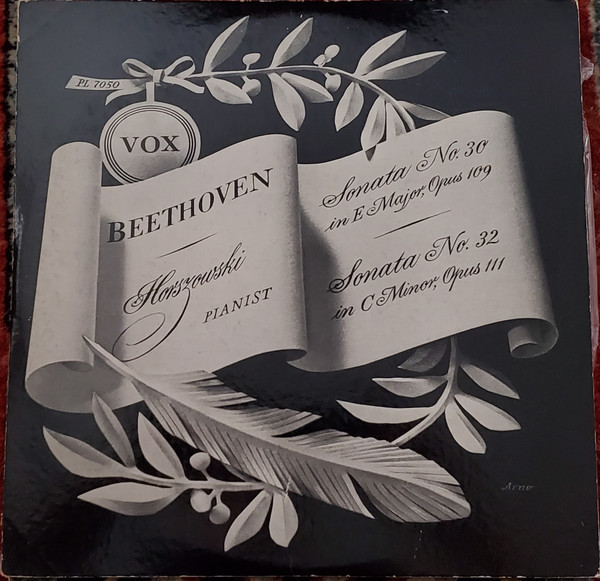 PL 7050
VOX
BEETHOVEN
Horszowski
PIANIST
Sonata No. 30
in E Major, Opus 109
Sonata No. 32
in C Minor, Opus 111